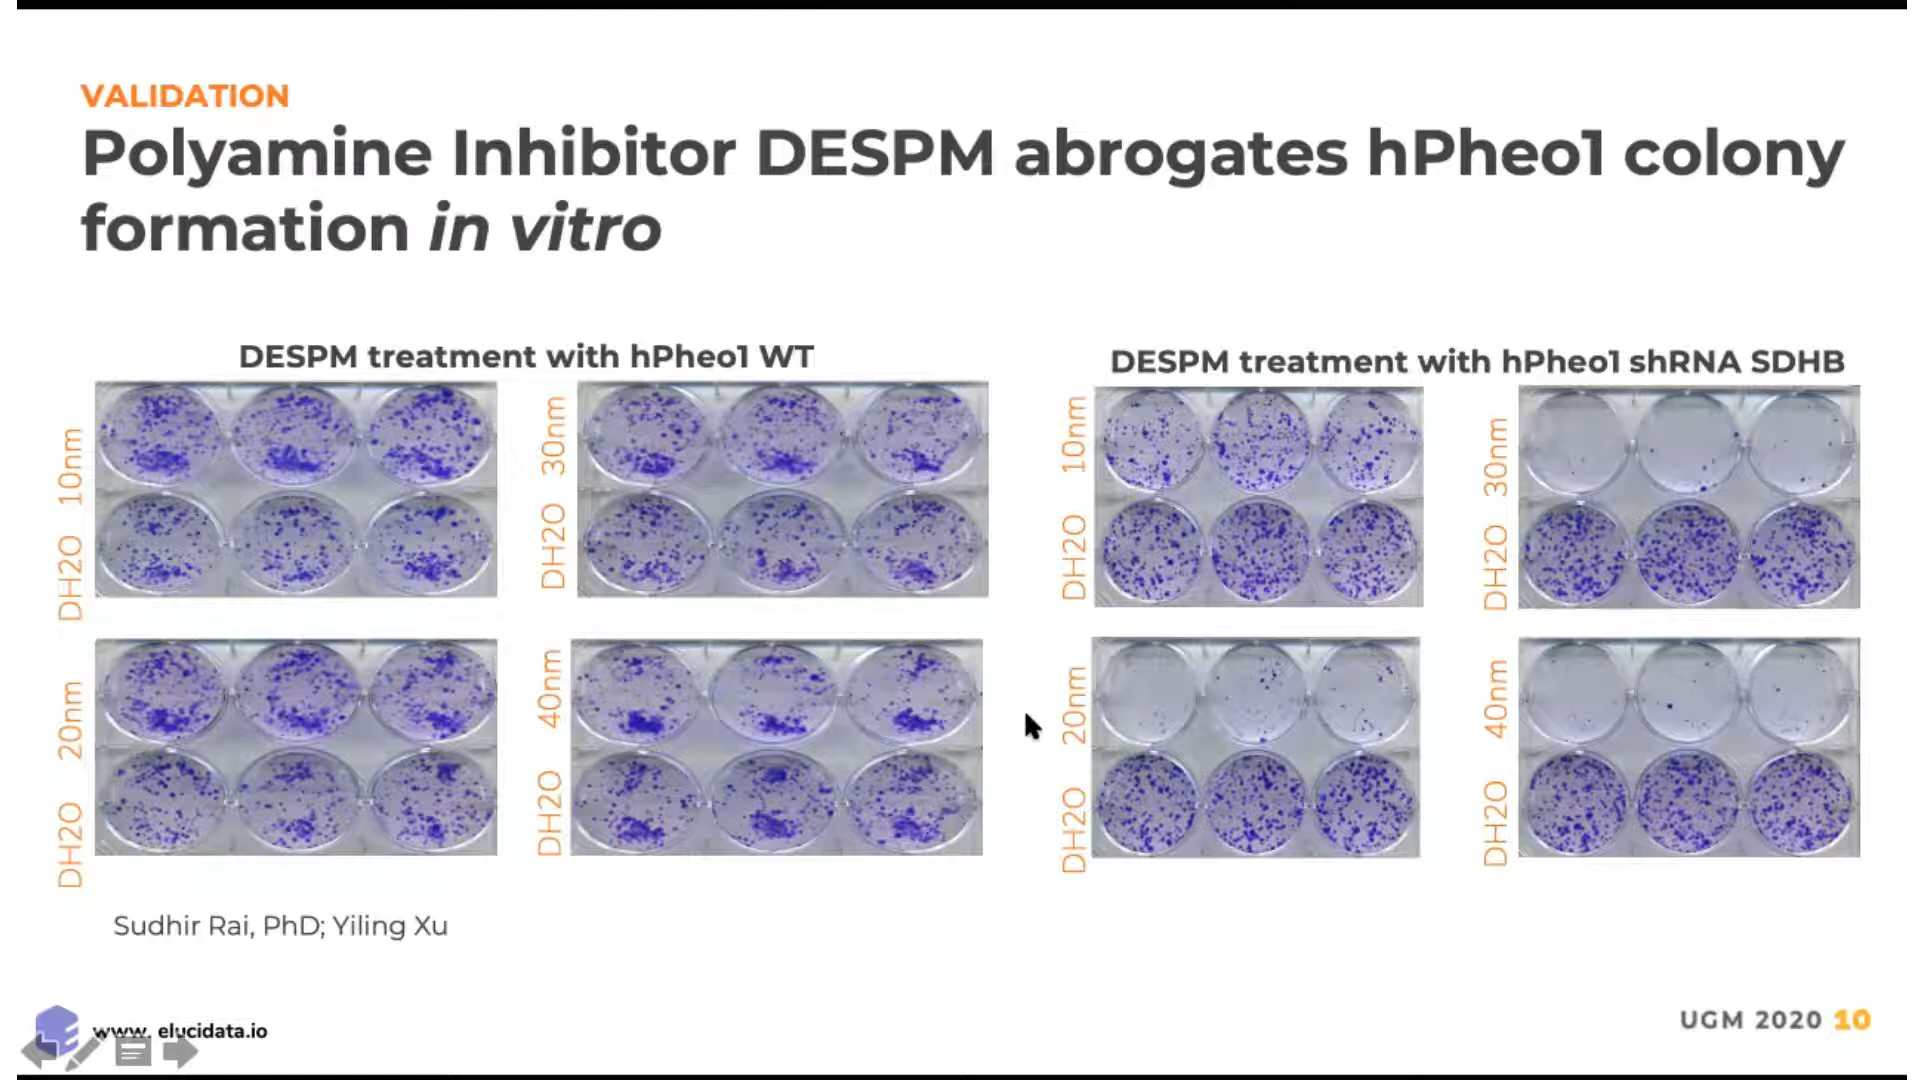 VALIDATION
Polyamine Inhibitor DESPM abrogates hPheo1 colony
formation in vitro
DESPM treatment with hPheo1 WT
10nm
DH2O
30nm
DH2O
20nm
DH2O
40nm
DH2O
DESPM treatment with hPheo1 shRNA SDHB
10nm
DH2O
30nm
DH2O
20nm
DH2O
40nm
DH2O
Sudhir Rai, PhD; Yiling Xu
www. elucidata.io
UGM 2020 10